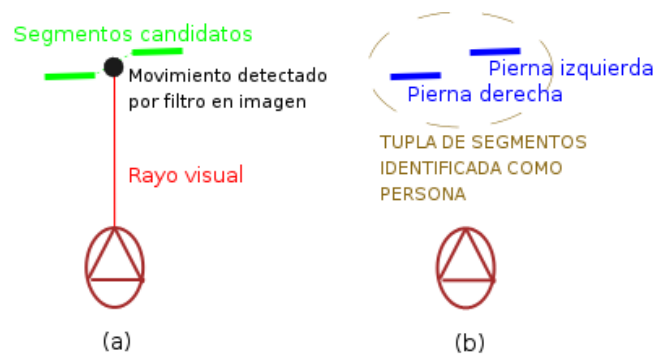 Segmentos candidatos
Movimiento detectado
por filtro en imagen
Rayo visual
(a)
Pierna izquierda
Pierna derecha
TUPLA DE SEGMENTOS
IDENTIFICADA COMO
PERSONA
(b)